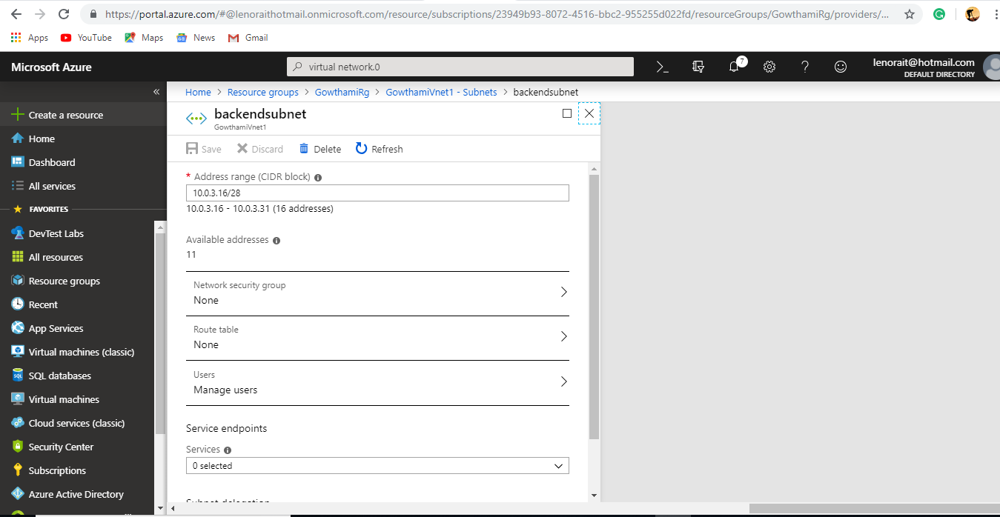 https://portal.azure.com/#@lenoraithotmail.onmicrosoft.com/resource/subscriptions/23949b93-8072-4516-bbc2-955255d022fd/resourceGroups/GowthamiRg/providers/...
Apps YouTube Maps News Gmail
Microsoft Azure
virtual network.0
7
lenorait@hotmail.com
DEFAULT DIRECTORY
Create a resource
Home
Dashboard
All services
FAVORITES
DevTest Labs
All resources
Resource groups
Recent
App Services
Virtual machines (classic)
SQL databases
Virtual machines
Cloud services (classic)
Security Center
Subscriptions
Azure Active Directory
Home > Resource groups > GowthamiRg > GowthamiVnet1 - Subnets > backendsubnet
backendsubnet
GowthamiVnet1
Save Discard Delete Refresh
* Address range (CIDR block)
10.0.3.16/28
10.0.3.16 - 10.0.3.31 (16 addresses)
Available addresses
11
Network security group
None
Route table
None
Users
Manage users
Service endpoints
Services
0 selected
Subnet delegation